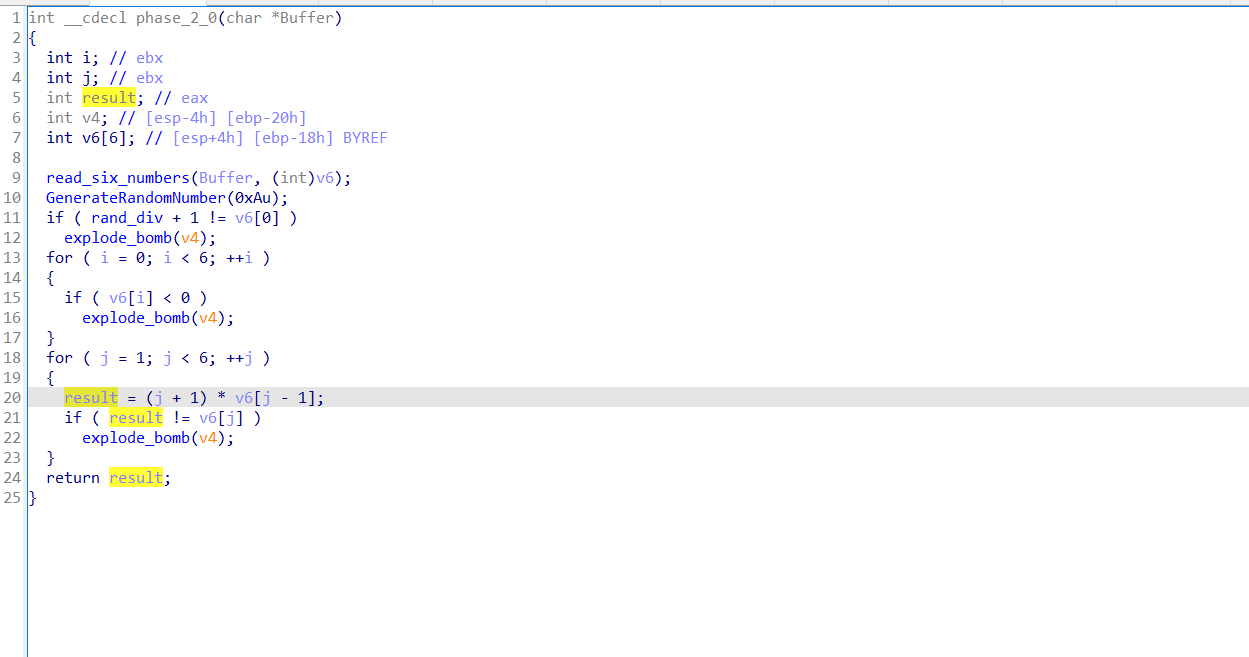 1 int __cdecl phase_2_0(char *Buffer)
2 {
3   int i; // ebx
4   int j; // ebx
5   int result; // eax
6   int v4; // [esp-4h] [ebp-20h]
7   int v6[6]; // [esp+4h] [ebp-18h] BYREF
8
9   read_six_numbers(Buffer, (int)v6);
10   GenerateRandomNumber(0xAu);
11   if ( rand_div + 1 != v6[0] )
12     explode_bomb(v4);
13   for ( i = 0; i < 6; ++i )
14   {
15     if ( v6[i] < 0 )
16       explode_bomb(v4);
17   }
18   for ( j = 1; j < 6; ++j )
19   {
20     result = (j + 1) * v6[j - 1];
21     if ( result != v6[j] )
22       explode_bomb(v4);
23   }
24   return result;
25 }